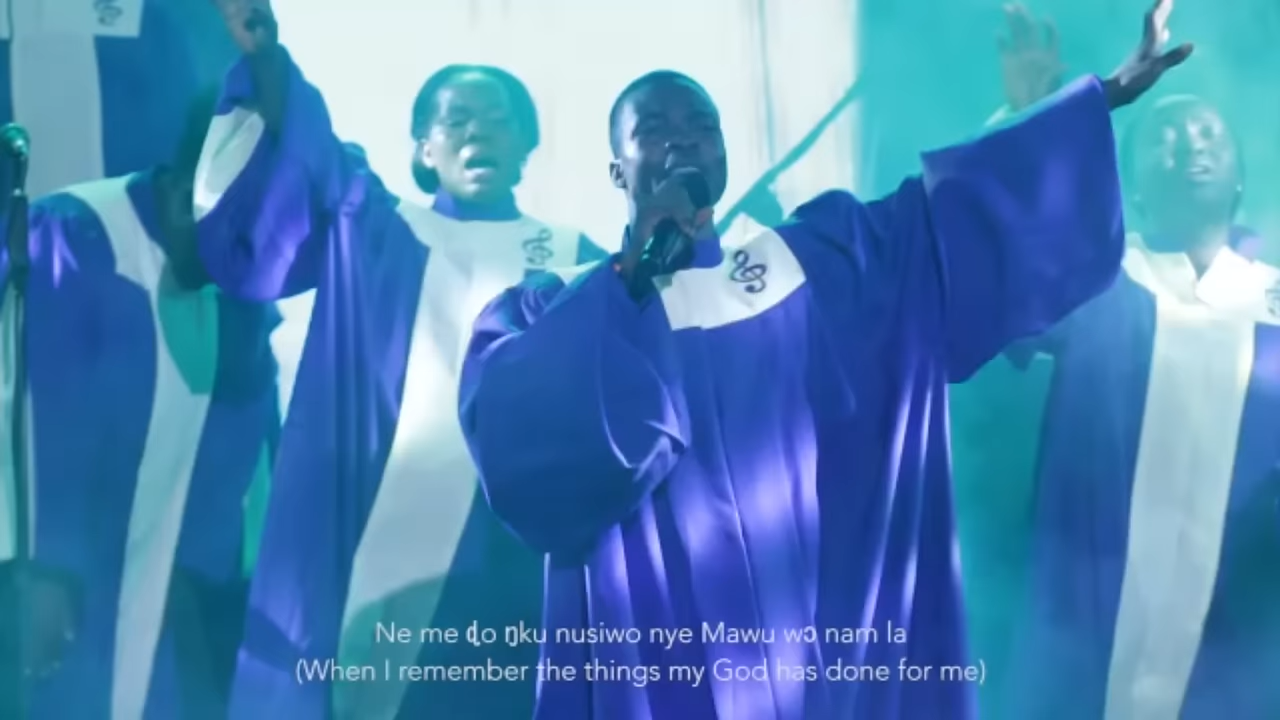 Ne me ɖo ŋku nusiwo nye Mawu wɔ nam la
(When I remember the things my God has done for me)